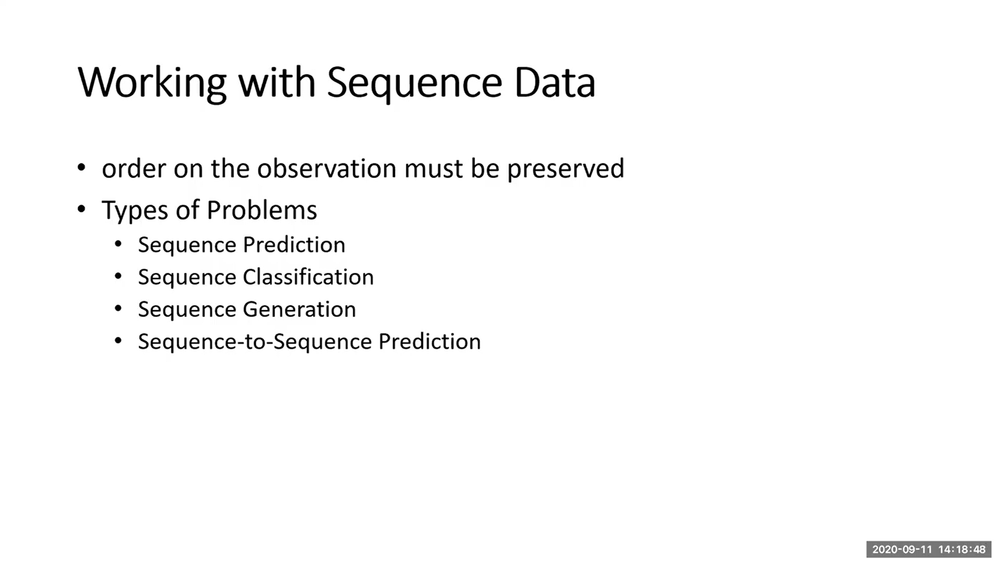 Working with Sequence Data
• order on the observation must be preserved
• Types of Problems
• Sequence Prediction
• Sequence Classification
• Sequence Generation
• Sequence-to-Sequence Prediction
2020-09-11 14:18:48